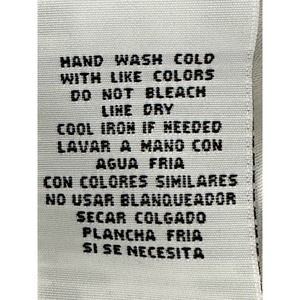 HAND WASH COLD
WITH LIKE COLORS
DO NOT BLEACH
LINE DRY
COOL IRON IF NEEDED
LAVAR A MANO CON
AGUA FRIA
CON COLORES SIMILARES
NO USAR BLANQUEADOR
SECAR COLGADO
PLANCHA FRIA
SI SE NECESITA